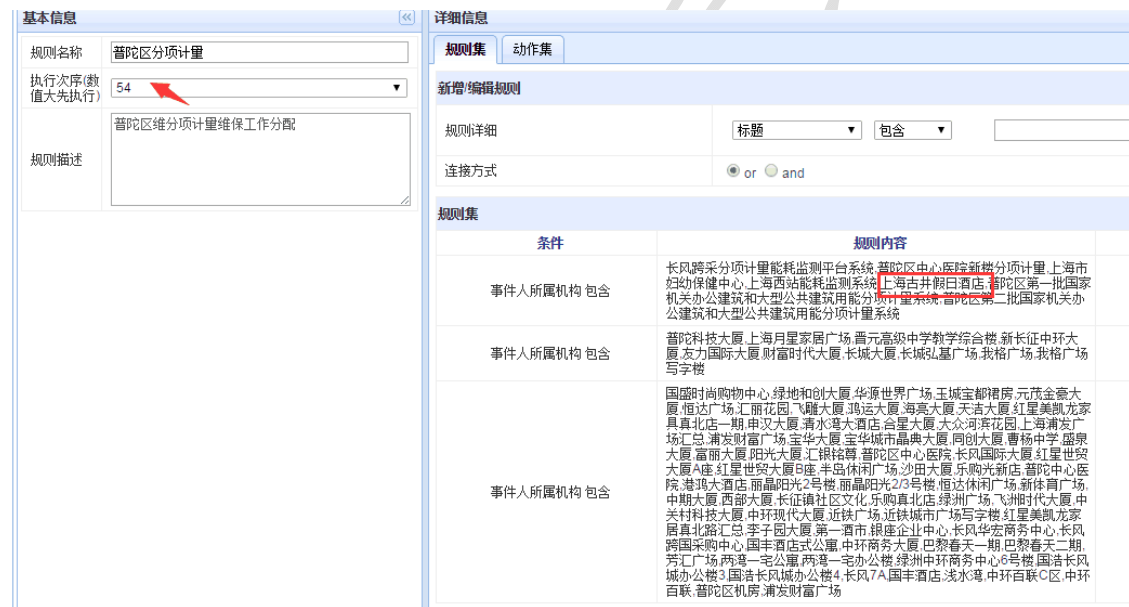 基本信息
规则名称
普陀区分项计量
执行次序(数
值大先执行)
54
规则描述
普陀区维分项计量维保工作分配
详细信息
规则集
动作集
新增/编辑规则
规则详细
标题
包含
连接方式
or
and
规则集
条件
规则内容
事件人所属机构 包含
长风跨采分项计量能耗监测平台系统,普陀区中心医院新楼分项计量,上海市
妇幼保健中心,上海西站能耗监测系统,上海古井假日酒店,普陀区第一批国家
机关办公建筑和大型公共建筑用能分项计量系统,普陀区第二批国家机关办
公建筑和大型公共建筑用能分项计量系统
事件人所属机构 包含
普陀科技大厦,上海月星家居广场,晋元高级中学教学综合楼,新长征中环大
厦,友力国际大厦,财富时代大厦,长城大厦,长城弘基广场,我格广场,我格广场
写字楼
事件人所属机构 包含
国盛时尚购物中心,绿地和创大厦,华源世界广场,玉城宝都裙房,元茂金豪大
厦,恒达广场,汇丽花园,飞雕大厦,鸿运大厦,海亮大厦,天洁大厦,红星美凯龙家
具真北店一期,申汉大厦,清水湾大酒店,合星大厦,大众河滨花园,上海浦发广
场汇总,浦发财富广场,宝华大厦,宝华城市晶典大厦,同创大厦,曹杨中学,盛泉
大厦,富丽大厦,阳光大厦,汇银铭尊,普陀区中心医院,长风国际大厦,红星世贸
大厦A座,红星世贸大厦B座,半岛休闲广场,沙田大厦,乐购光新店,普陀中心医
院,港鸿大酒店,丽晶阳光2号楼,丽晶阳光2/3号楼,恒达休闲广场,新体育广场,
中期大厦,西部大厦,长征镇社区文化,乐购真北店,绿洲广场,飞洲时代大厦,中
关村科技大厦,中环现代大厦,近铁广场,近铁城市广场写字楼,红星美凯龙家
居真北路汇总,李子园大厦,第一酒市,银座企业中心,长风华宏商务中心,长风
跨国采购中心,国丰酒店式公寓,中环商务大厦,巴黎春天一期,巴黎春天二期,
芳汇广场,两湾一宅公寓,两湾一宅办公楼,绿洲中环商务中心6号楼,国浩长风
城办公楼3,国浩长风城办公楼4,长风7A,国丰酒店,浅水湾,中环百联C区,中环
百联,普陀区机房,浦发财富广场